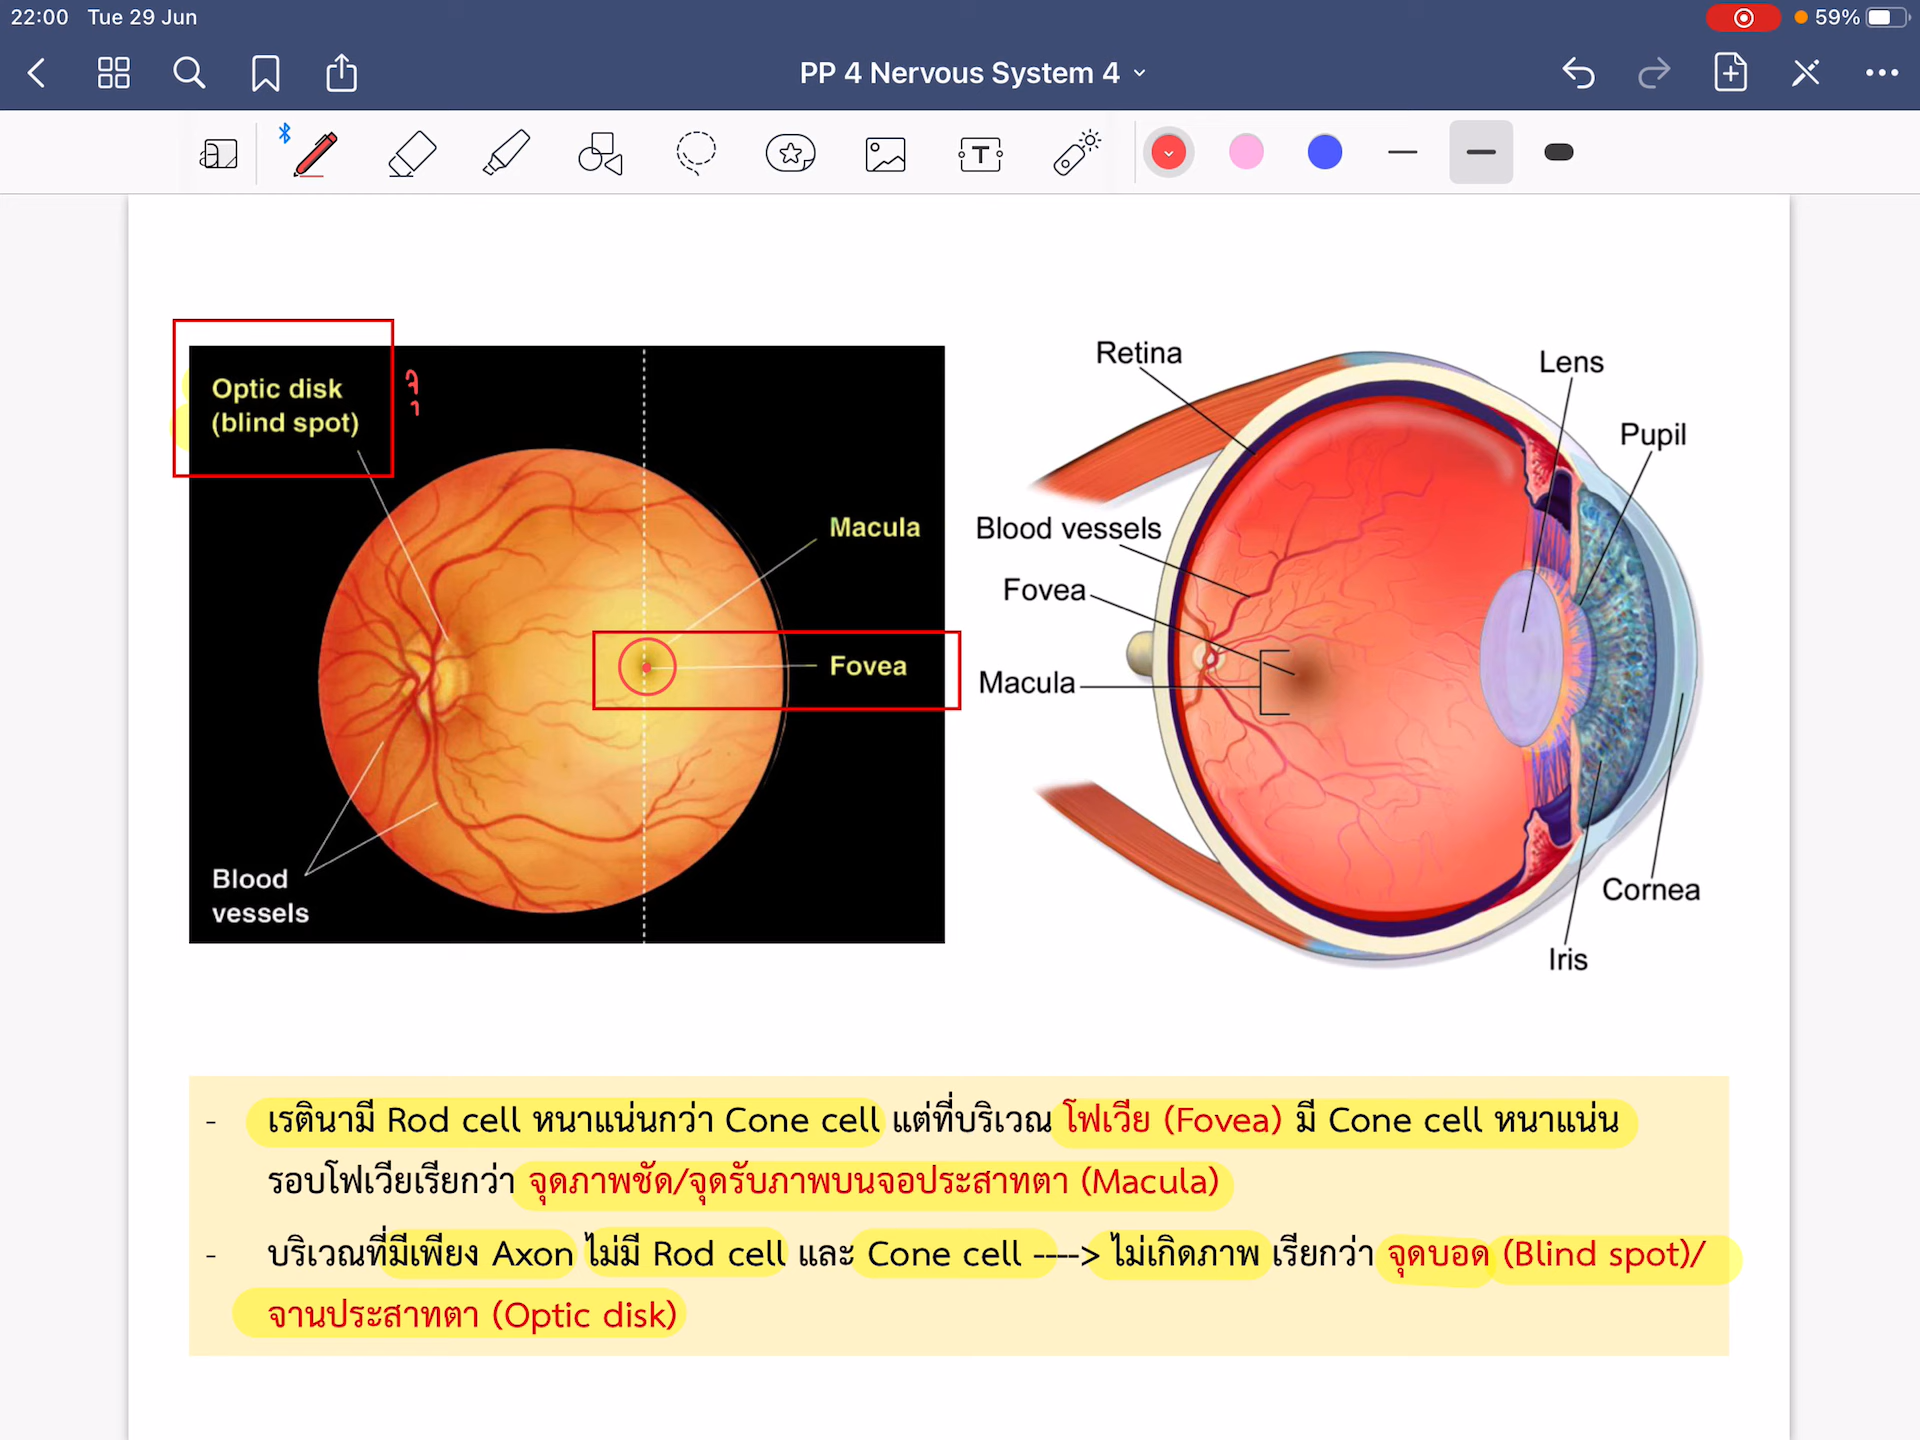 22:00 Tue 29 Jun
59%
PP 4 Nervous System 4
Optic disk
(blind spot)
Macula
Fovea
Blood
vessels
Retina
Lens
Pupil
Blood vessels
Fovea
Macula
Cornea
Iris
- เรตินามี Rod cell หนาแน่นกว่า Cone cell แต่ที่บริเวณ โฟเวีย (Fovea) มี Cone cell หนาแน่น
รอบโฟเวียเรียกว่า จุดภาพชัด/จุดรับภาพบนจอประสาทตา (Macula)
- บริเวณที่มีเพียง Axon ไม่มี Rod cell และ Cone cell ----> ไม่เกิดภาพ เรียกว่า จุดบอด (Blind spot)/
จานประสาทตา (Optic disk)